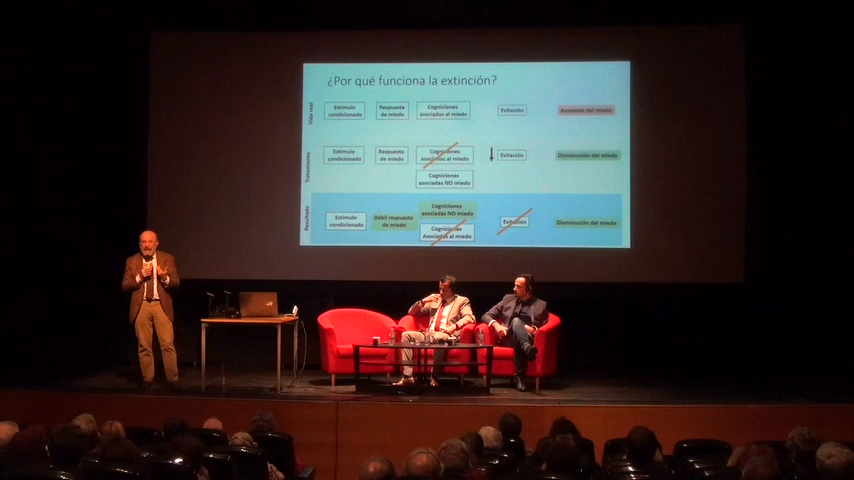 ¿Por qué funciona la extinción?
Vida real
Estímulo
condicionado
Respuesta
de miedo
Cogniciones
asociadas al miedo
Evitación
Aumento del miedo
Tratamiento
Estímulo
condicionado
Respuesta
de miedo
Cogniciones
asociadas al miedo
Evitación
Disminución del miedo
Cogniciones
asociadas NO miedo
Resultado
Estímulo
condicionado
Débil respuesta
de miedo
Cogniciones
asociadas NO miedo
Cogniciones
Asociadas al miedo
Evitación
Disminución del miedo